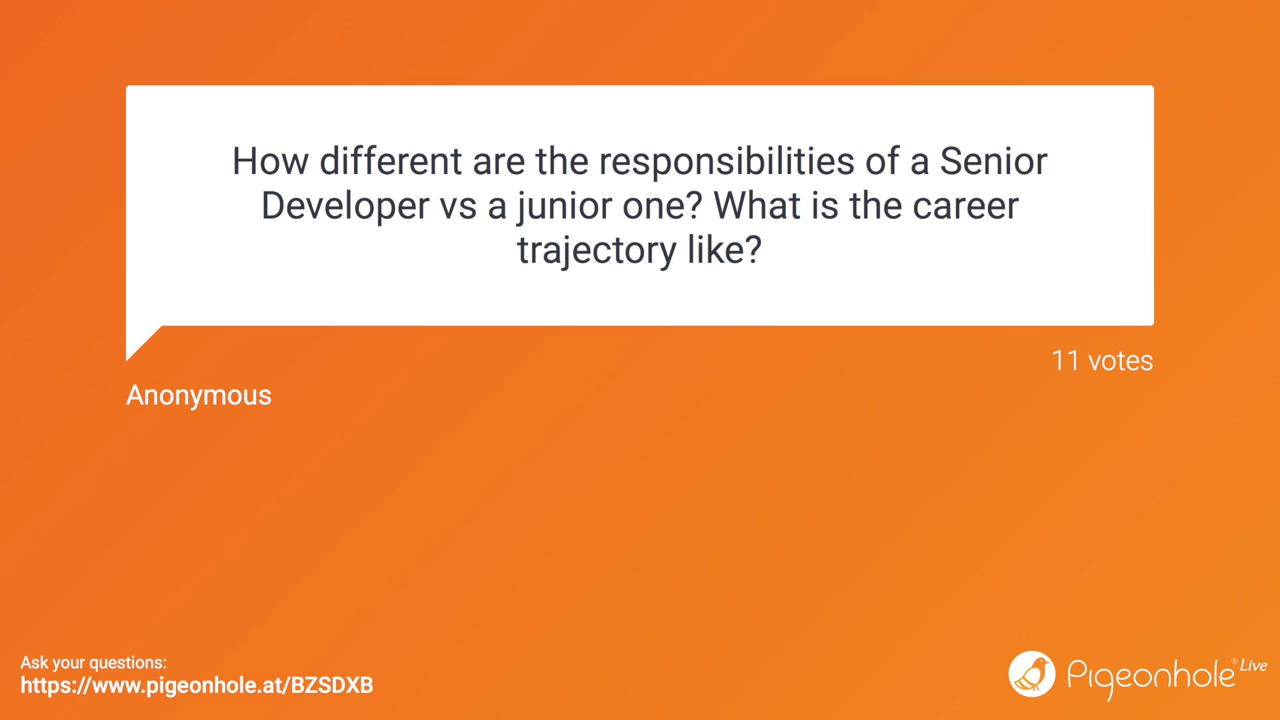 How different are the responsibilities of a Senior
Developer vs a junior one? What is the career
trajectory like?
11 votes
Anonymous
Ask your questions:
https://www.pigeonhole.at/BZSDXB
Pigeonhole® Live